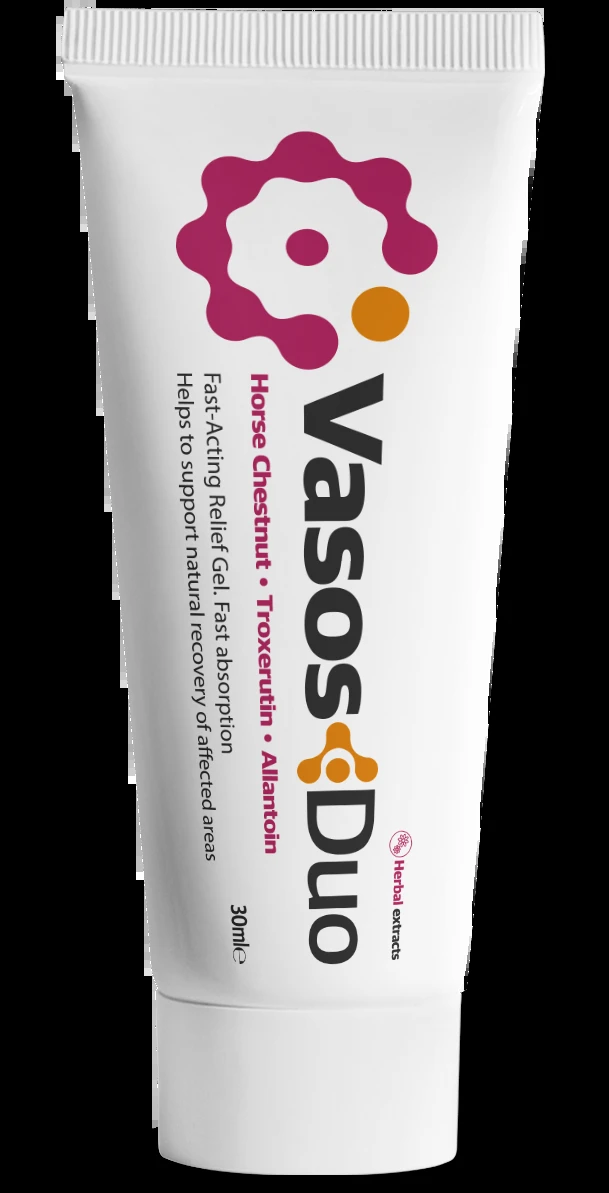 Herbal extracts
Vasos Duo
Horse Chestnut • Troxerutin • Allantoin
Fast-Acting Relief Gel. Fast absorption
Helps to support natural recovery of affected areas
30ml℮